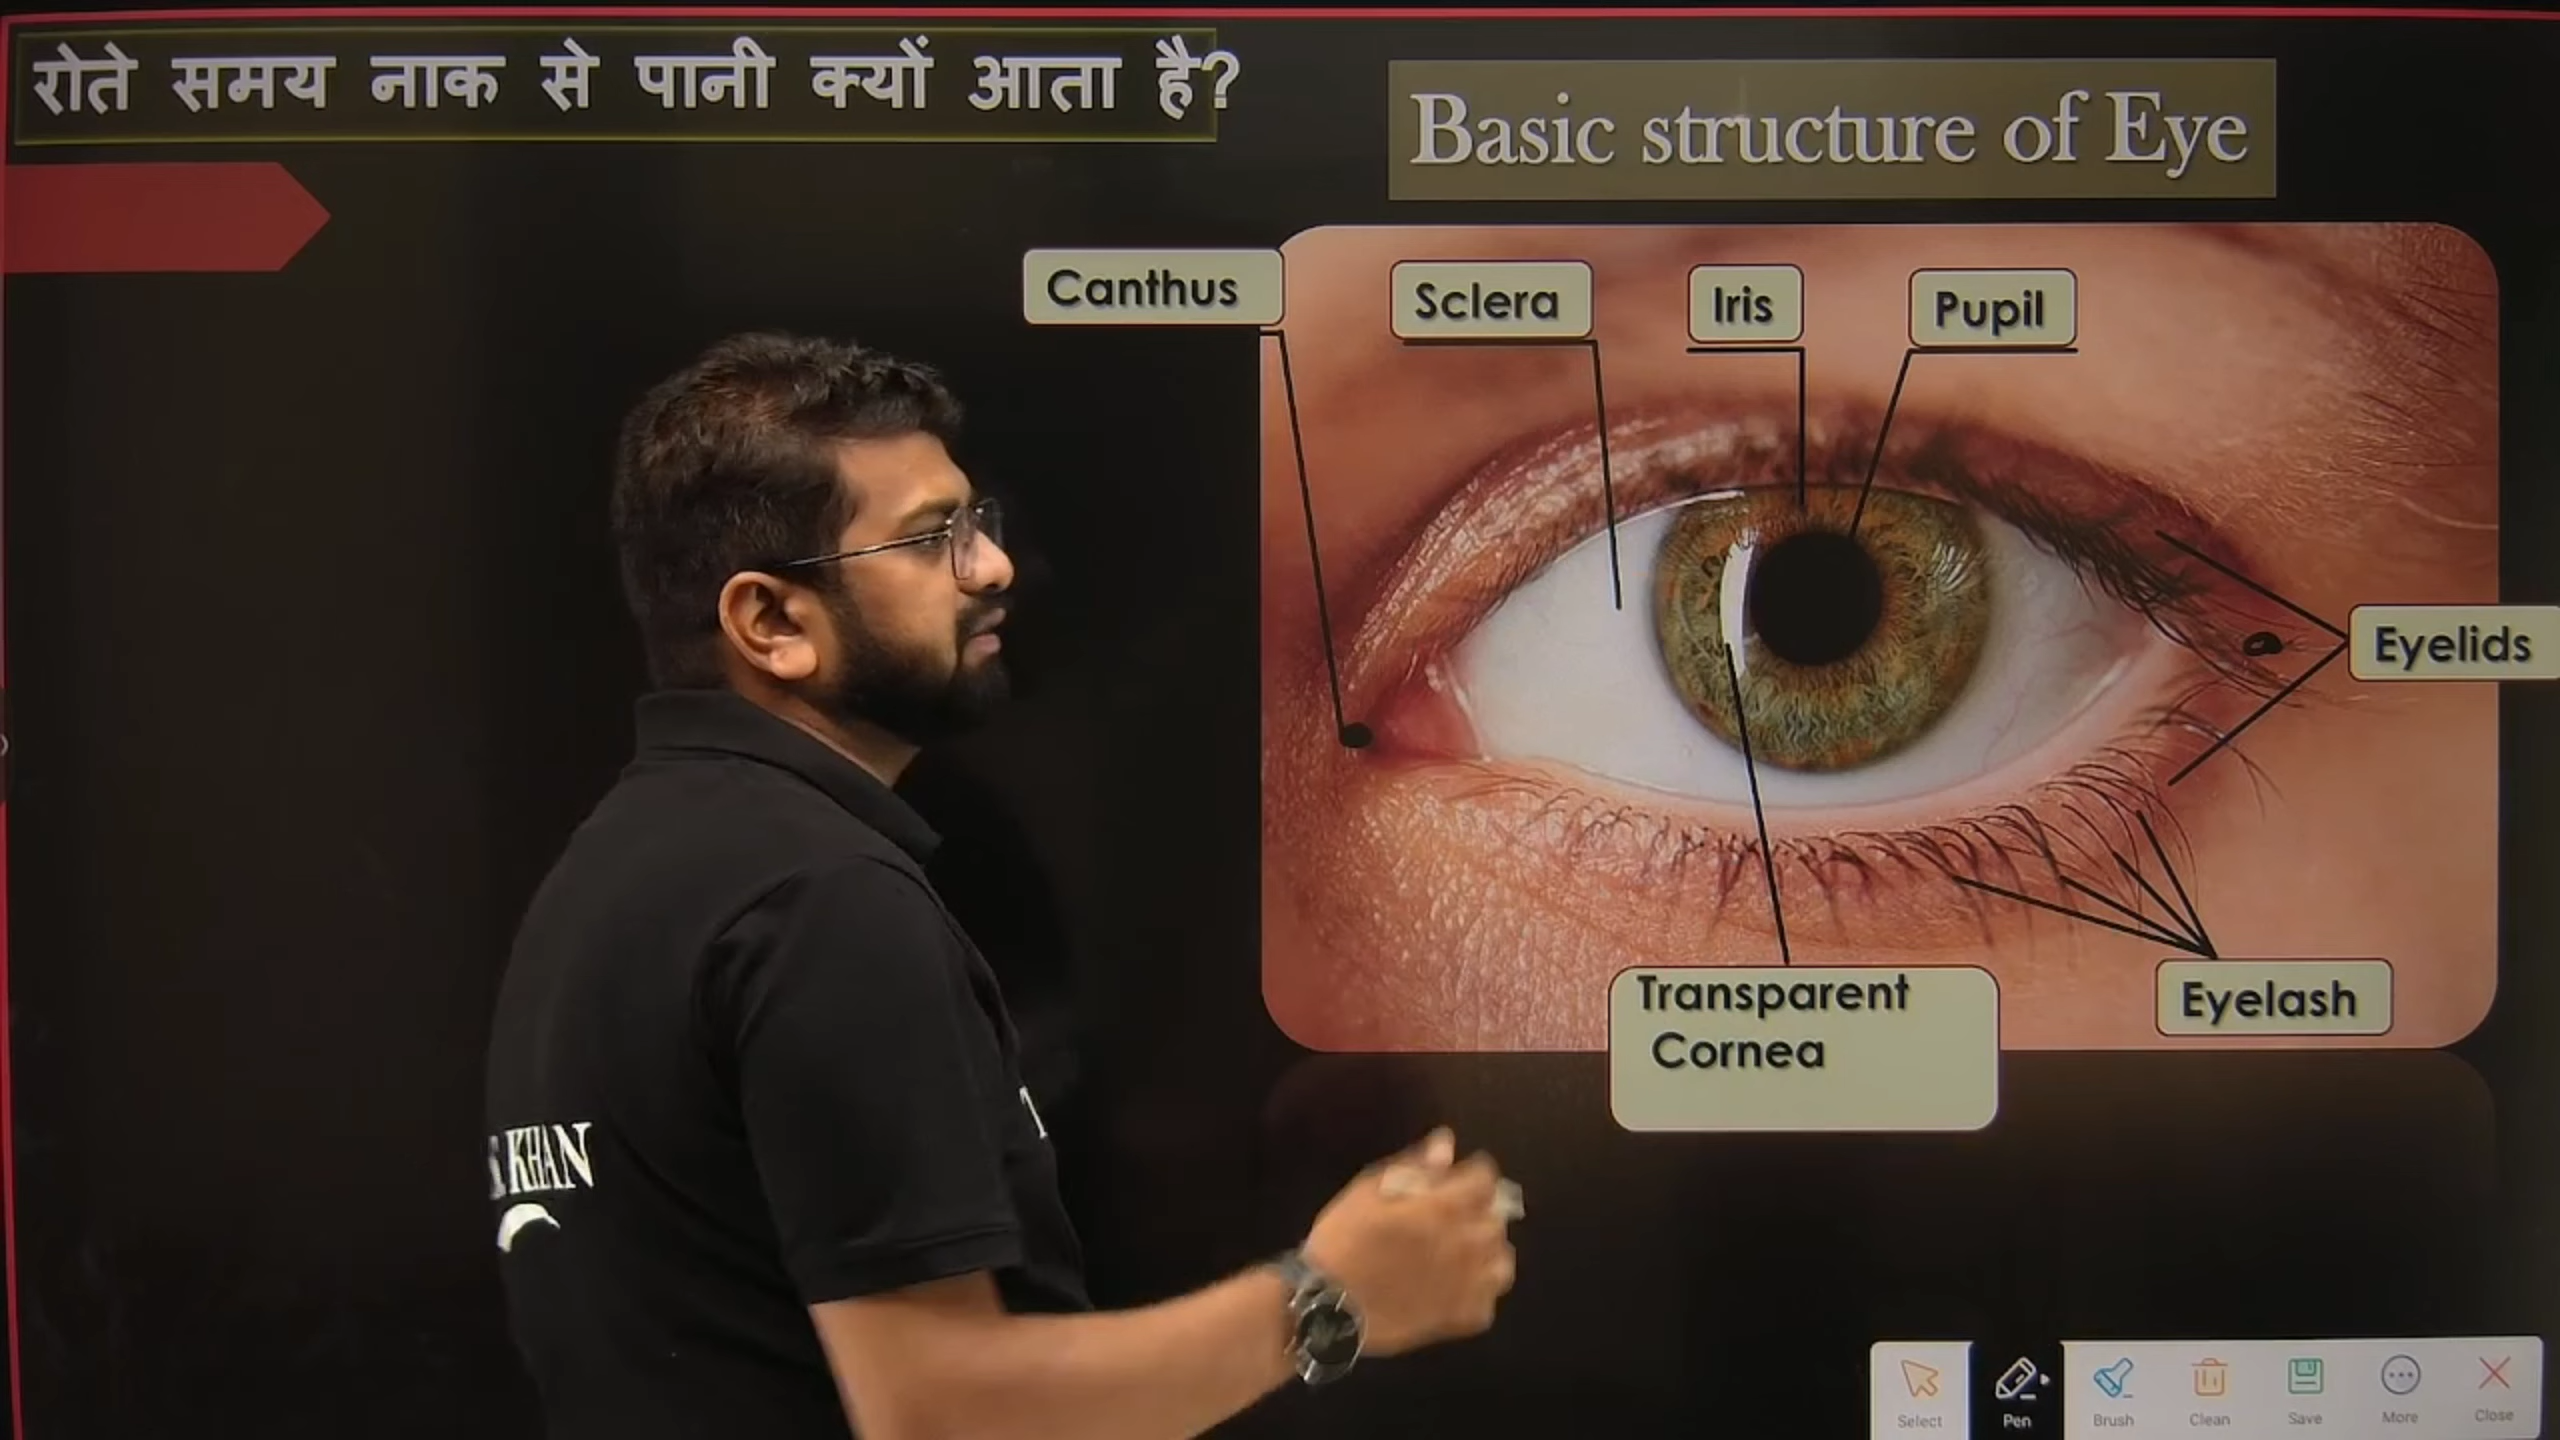 रोते समय नाक से पानी क्यों आता है?
Basic structure of Eye
Canthus
Sclera
Iris
Pupil
Eyelids
Transparent
Cornea
Eyelash
KHAN
Select
Pen
Brush
Clean
Save
More
Close